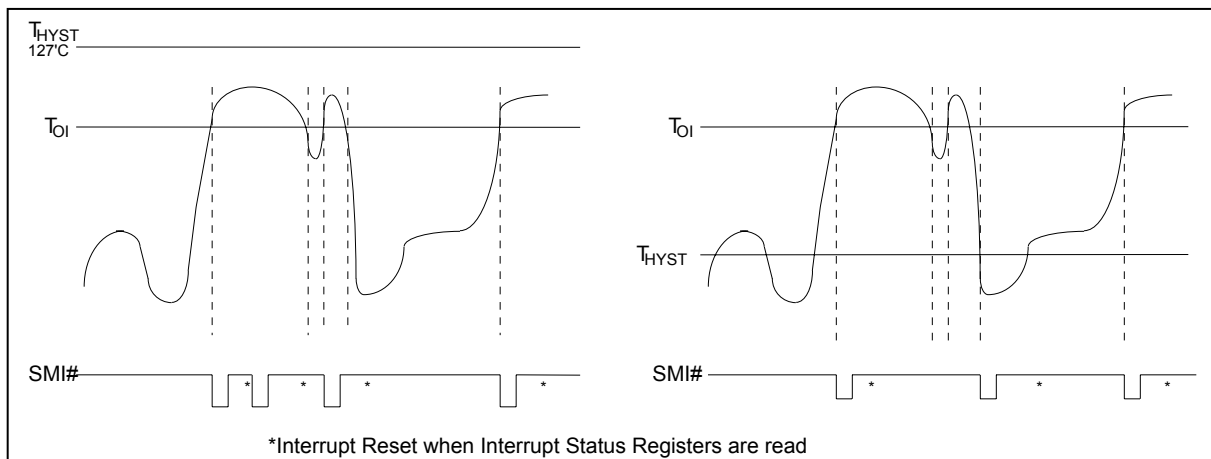 THYST
127'C
TOI
SMI#
* * *
TOI
THYST
SMI#
* * *
*Interrupt Reset when Interrupt Status Registers are read